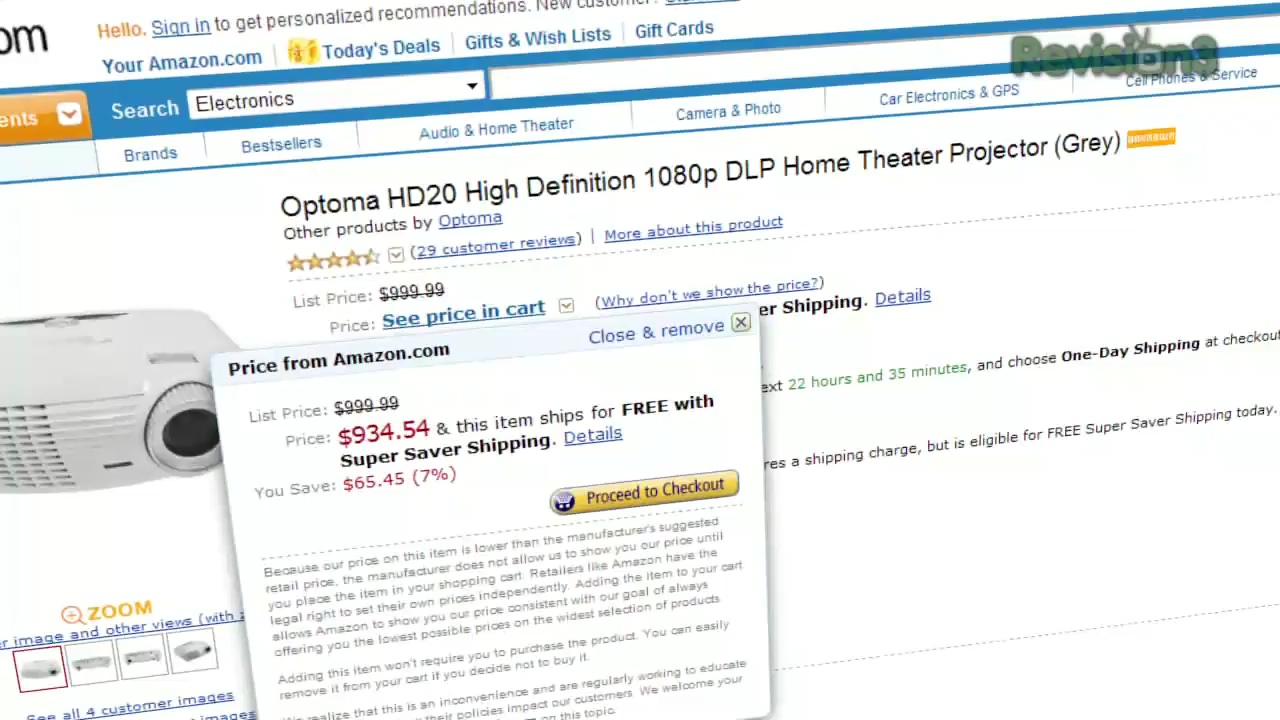 om
Hello. Sign in to get personalized recommendations. New customer?
Your Amazon.com
Today's Deals
Gifts & Wish Lists
Gift Cards
Revision3
ents
Search
Electronics
Brands
Bestsellers
Audio & Home Theater
Camera & Photo
Car Electronics & GPS
Cell Phones & Service
Optoma HD20 High Definition 1080p DLP Home Theater Projector (Grey)
Other products by Optoma
(29 customer reviews) | More about this product
List Price: $999.99
Price: See price in cart (Why don't we show the price?)
er Shipping. Details
ext 22 hours and 35 minutes, and choose One-Day Shipping at checkout
res a shipping charge, but is eligible for FREE Super Saver Shipping today.
Price from Amazon.com
Close & remove
List Price: $999.99
Price: $934.54 & this item ships for FREE with
Super Saver Shipping. Details
You Save: $65.45 (7%)
Proceed to Checkout
Because our price on this item is lower than the manufacturer's suggested
retail price, the manufacturer does not allow us to show you our price until
you place the item in your shopping cart. Retailers like Amazon have the
legal right to set their own prices independently. Adding the item to your cart
allows Amazon to show you our price consistent with our goal of always
offering you the lowest possible prices on the widest selection of products
Adding this item won't require you to purchase the product. You can easily
remove it from your cart if you decide not to buy it.
We realize that this is an inconvenience and are regularly working to educate
their policies impact our customers. We welcome your
on this topic.
ZOOM
er image and other views (with z
See all 4 customer images
images